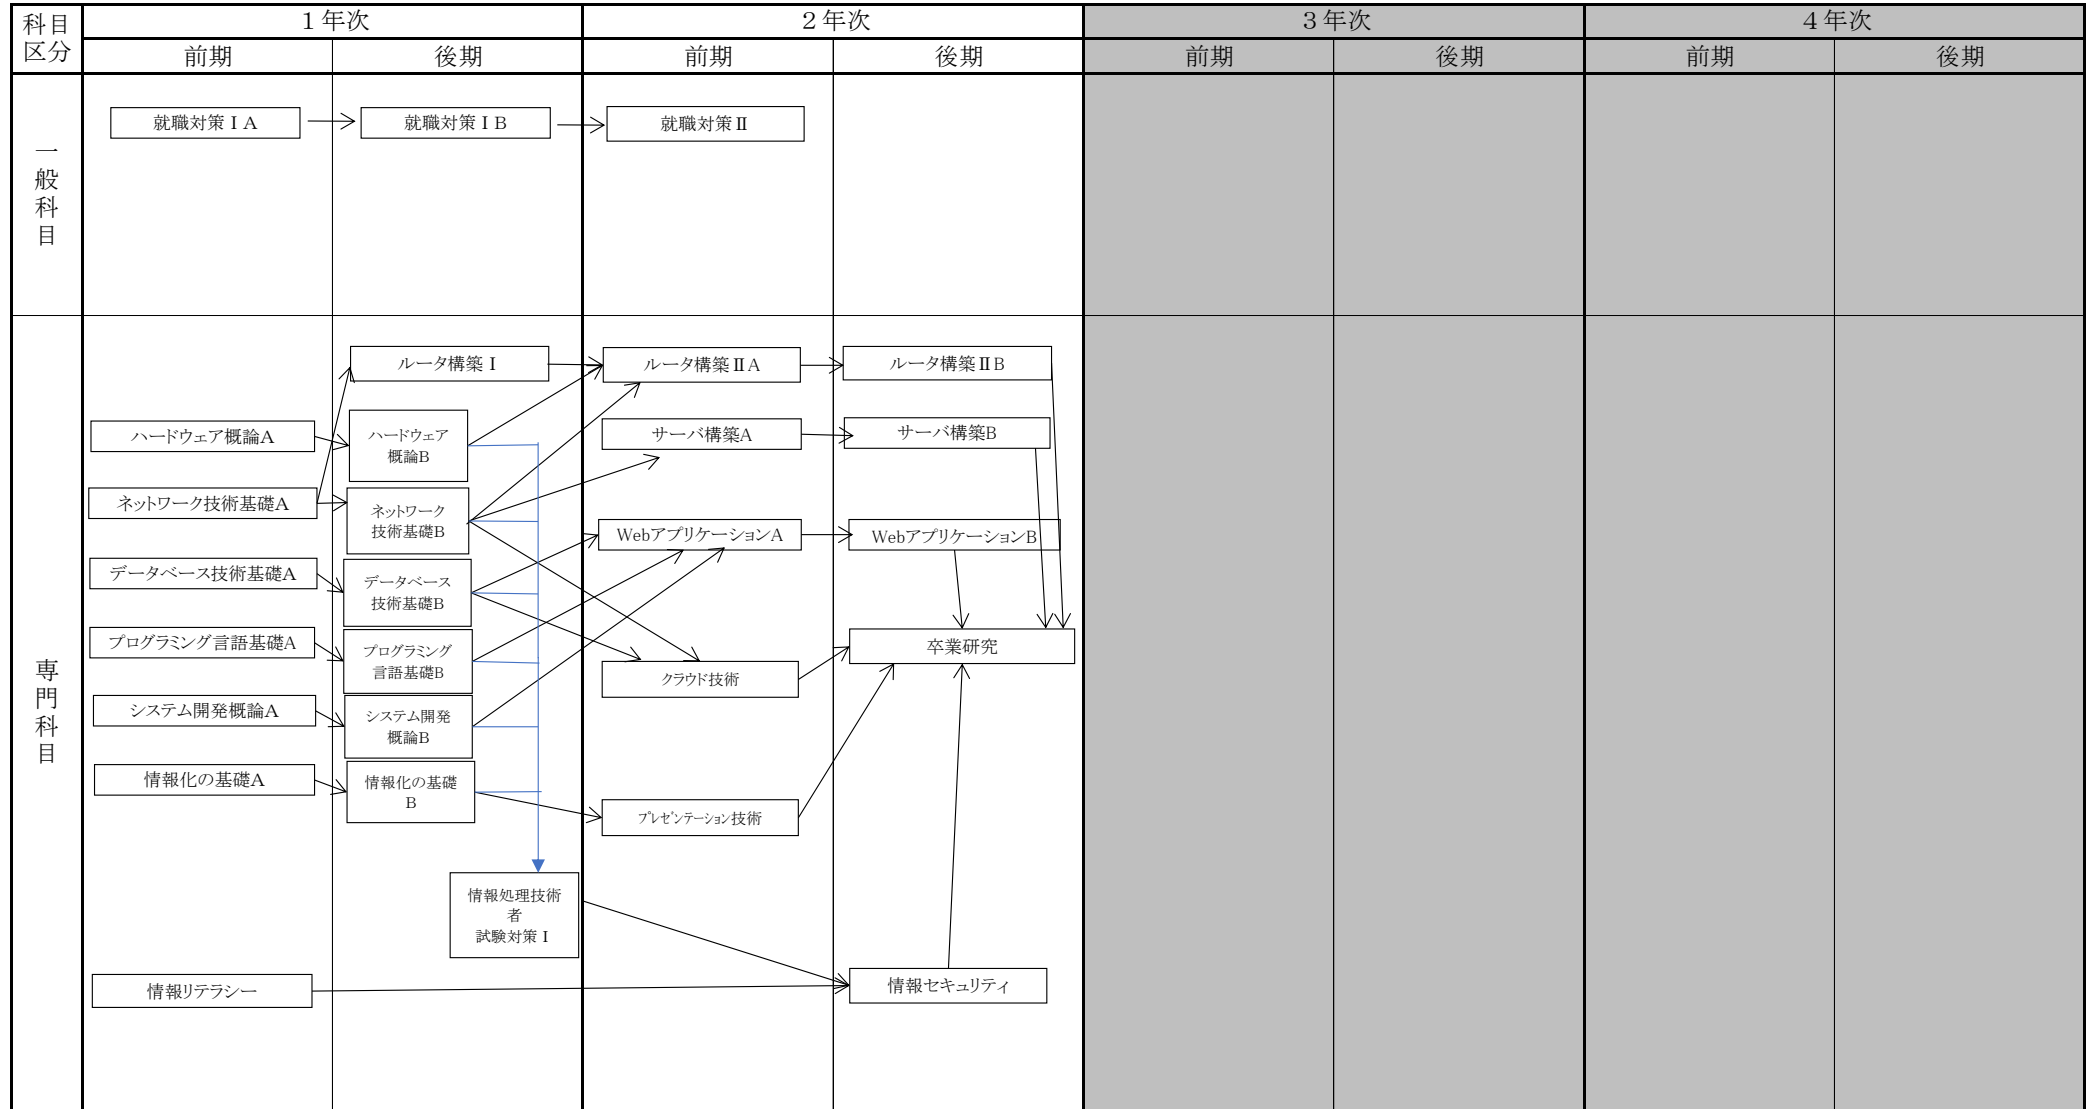 科目
区分
１年次
２年次
３年次
４年次
前期
後期
前期
後期
前期
後期
前期
後期
一般科目
就職対策ⅠA
就職対策ⅠB
就職対策Ⅱ
専門科目
ルータ構築Ⅰ
ルータ構築ⅡA
ルータ構築ⅡB
ハードウェア概論A
ハードウェア
概論B
サーバ構築A
サーバ構築B
ネットワーク技術基礎A
ネットワーク
技術基礎B
WebアプリケーションA
WebアプリケーションB
データベース技術基礎A
データベース
技術基礎B
プログラミング言語基礎A
プログラミング
言語基礎B
クラウド技術
卒業研究
システム開発概論A
システム開発
概論B
情報化の基礎A
情報化の基礎
B
プレゼンテーション技術
情報処理技術
者
試験対策Ⅰ
情報リテラシー
情報セキュリティ